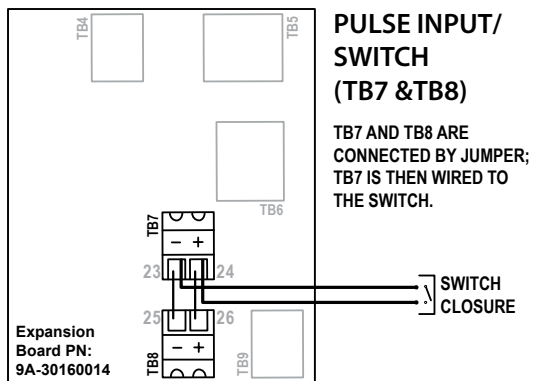 TB4
TB5
PULSE INPUT/
SWITCH
(TB7 &TB8)
TB7 AND TB8 ARE
CONNECTED BY JUMPER;
TB7 IS THEN WIRED TO
THE SWITCH.
TB6
TB7
- +
23
24
SWITCH
CLOSURE
25
26
Expansion
Board PN:
9A-30160014
TB8
- +
TB9